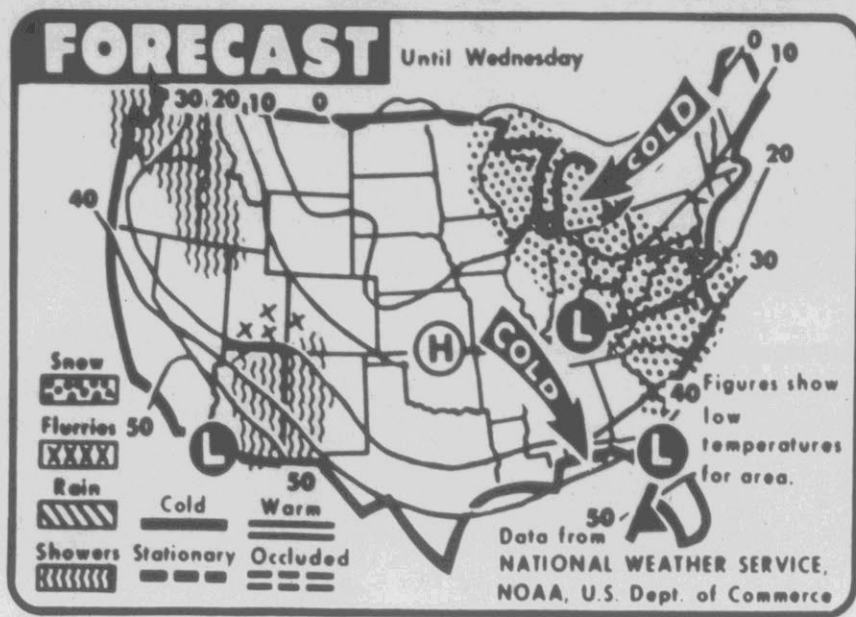 FORECAST
Until Wednesday
30 20 10 0
0
10
COLD
20
40
30
H
COLD
L
Snow
40
Figures show
low
temperatures
for area.
Flurries
XXXX
50
L
L
Rain
50
Cold
Warm
50
Data from
NATIONAL WEATHER SERVICE,
NOAA, U.S. Dept. of Commerce
Showers
Stationary
Occluded